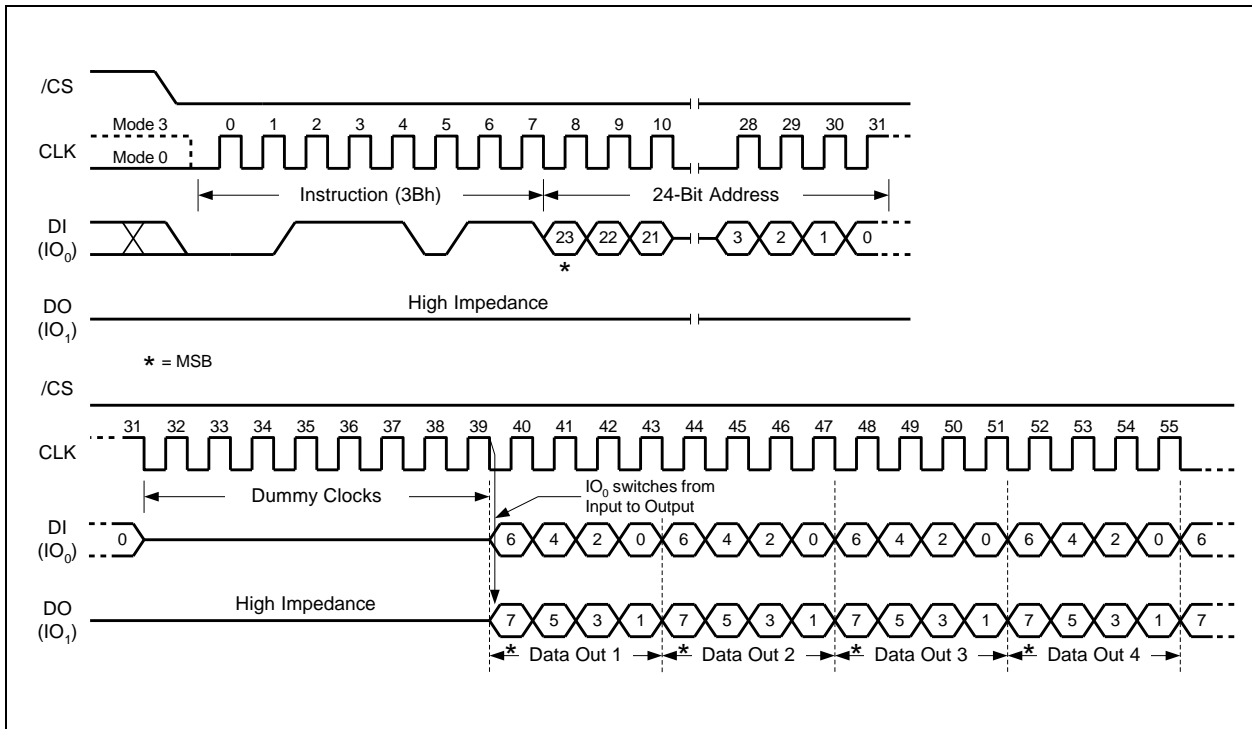 /CS
Mode 3 0 1 2 3 4 5 6 7 8 9 10 28 29 30 31
CLK
Mode 0
Instruction (3Bh) 24-Bit Address
DI
(IO0) 23 22 21 3 2 1 0
*
DO High Impedance
(IO1)
* = MSB
/CS
31 32 33 34 35 36 37 38 39 40 41 42 43 44 45 46 47 48 49 50 51 52 53 54 55
CLK
Dummy Clocks
IO0 switches from
Input to Output
DI
(IO0) 0 6 4 2 0 6 4 2 0 6 4 2 0 6 4 2 0 6
DO High Impedance
(IO1) 7 5 3 1 7 5 3 1 7 5 3 1 7 5 3 1 7
* Data Out 1 * Data Out 2 * Data Out 3 * Data Out 4